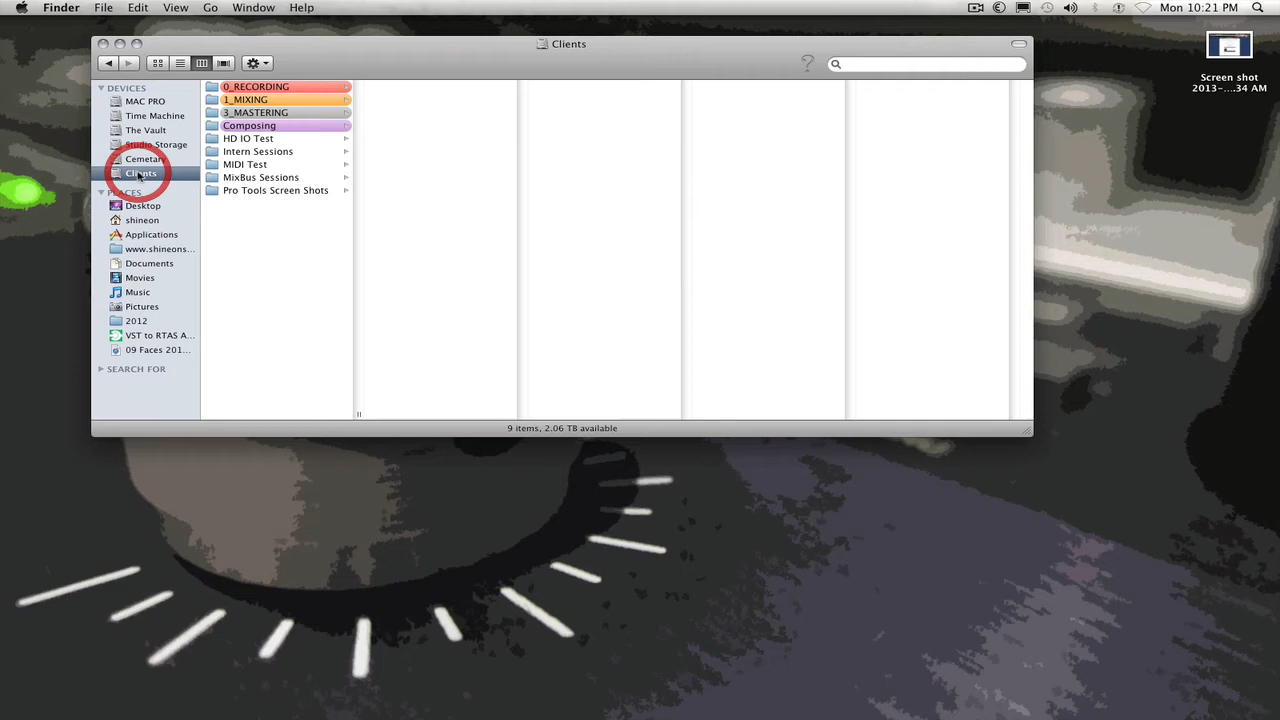 Finder File Edit View Go Window Help Mon 10:21 PM
Clients
Screen shot
2013-....34 AM
DEVICES
MAC PRO
Time Machine
The Vault
Studio Storage
Cemetary
Clients
PLACES
Desktop
shineon
Applications
www.shineons...
Documents
Movies
Music
Pictures
2012
VST to RTAS A...
09 Faces 201...
SEARCH FOR
0_RECORDING
1_MIXING
3_MASTERING
Composing
HD IO Test
Intern Sessions
MIDI Test
MixBus Sessions
Pro Tools Screen Shots
9 items, 2.06 TB available